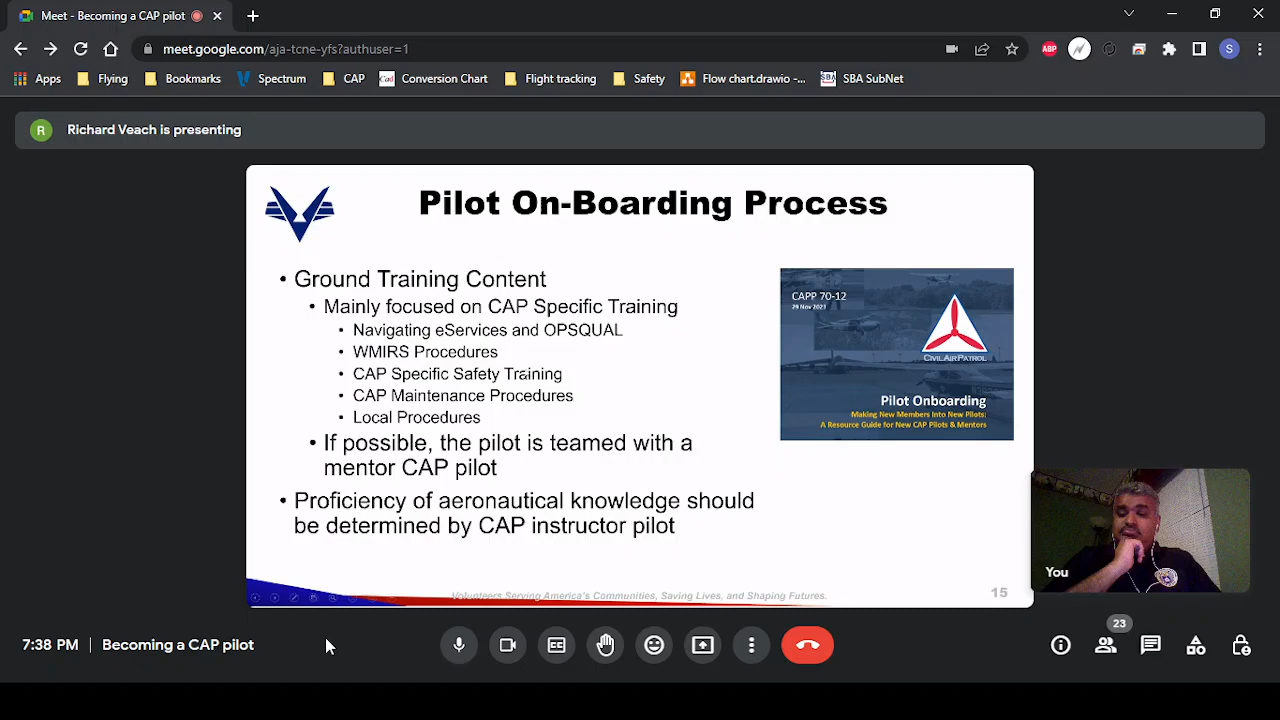 Meet - Becoming a CAP pilot
meet.google.com/aja-tcne-yfs?authuser=1
ABP
S
Apps
Flying
Bookmarks
Spectrum
CAP
Cad
Conversion Chart
Flight tracking
Safety
Flow chart.drawio -...
SBA
SBA SubNet
R
Richard Veach is presenting
Pilot On-Boarding Process
• Ground Training Content
• Mainly focused on CAP Specific Training
• Navigating eServices and OPSQUAL
• WMIRS Procedures
• CAP Specific Safety Training
• CAP Maintenance Procedures
• Local Procedures
• If possible, the pilot is teamed with a
mentor CAP pilot
• Proficiency of aeronautical knowledge should
be determined by CAP instructor pilot
CAPP 70-12
29 Nov 2021
CIVIL AIR PATROL
Pilot Onboarding
Making New Members Into New Pilots:
A Resource Guide for New CAP Pilots & Mentors
You
Volunteers Serving America's Communities, Saving Lives, and Shaping Futures.
15
7:38 PM | Becoming a CAP pilot
23